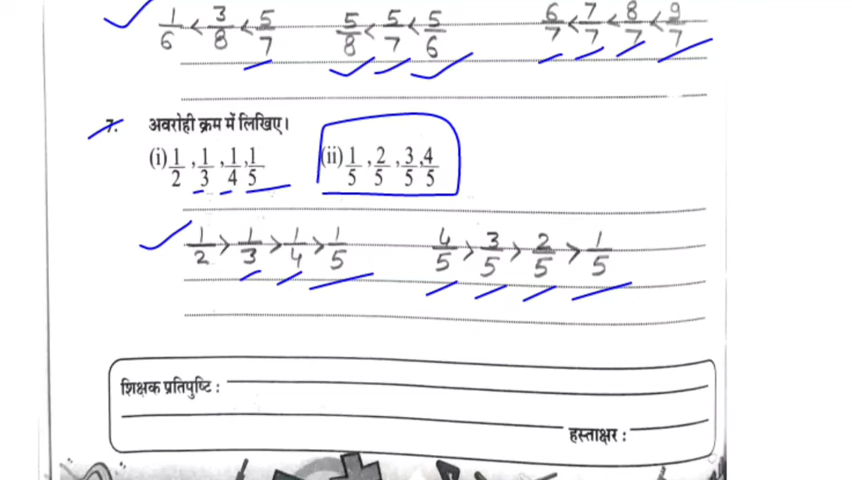 1/6 < 3/8 < 5/7   5/8 < 5/7 < 5/6   6/7 < 7/7 < 8/7 < 9/7
7. अवरोही क्रम में लिखिए।
(i) 1/2, 1/3, 1/4, 1/5   (ii) 1/5, 2/5, 3/5, 4/5
1/2 > 1/3 > 1/4 > 1/5   4/5 > 3/5 > 2/5 > 1/5
शिक्षक प्रतिपुष्टि :
हस्ताक्षर :